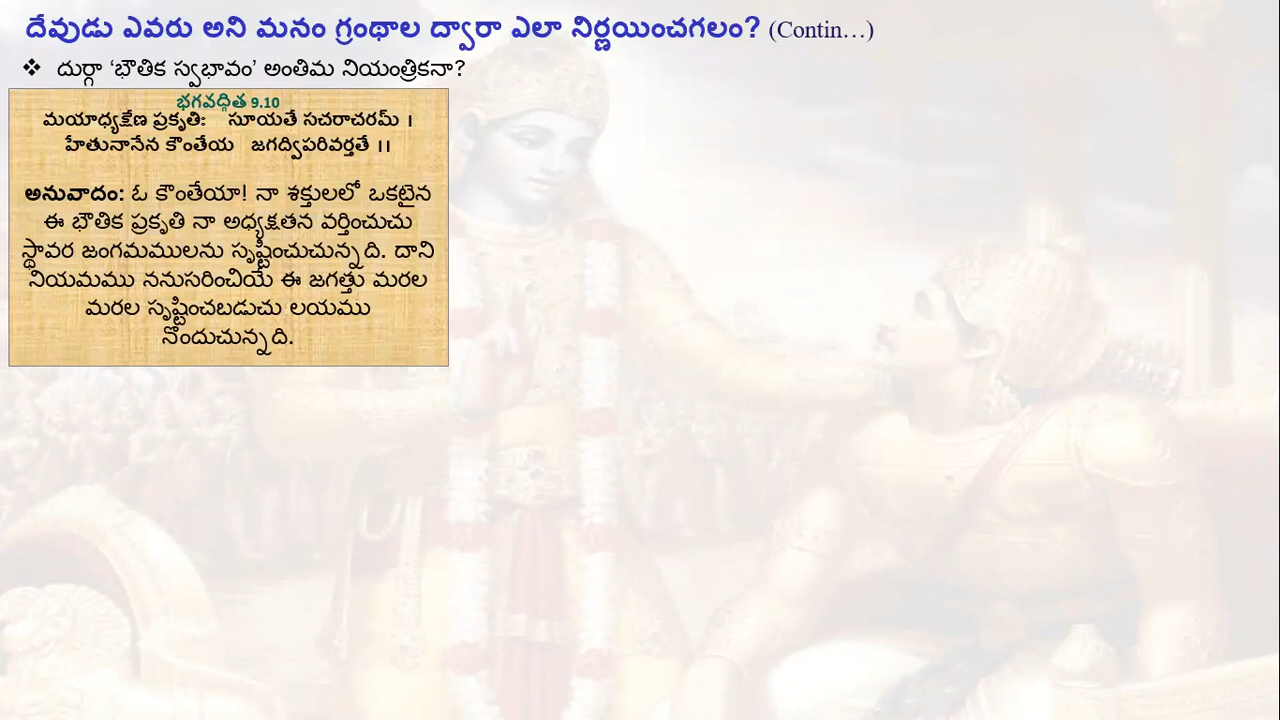 దేవుడు ఎవరు అని మనం గ్రంథాల ద్వారా ఎలా నిర్ణయించగలం? (Contin…)
❖ దుర్గా ‘భౌతిక స్వభావం’ అంతిమ నియంత్రికనా?
భగవద్గీత 9.10
మయాధ్యక్షేణ ప్రకృతిః సూయతే సచరాచరమ్ ।
హేతునానేన కౌంతేయ జగద్విపరివర్తతే ।।
అనువాదం: ఓ కౌంతేయా! నా శక్తులలో ఒకటైన
ఈ భౌతిక ప్రకృతి నా అధ్యక్షతన వర్తించుచు
స్థావర జంగమములను సృష్టించుచున్నది. దాని
నియమము ననుసరించియే ఈ జగత్తు మరల
మరల సృష్టించబడుచు లయము
నొందుచున్నది.